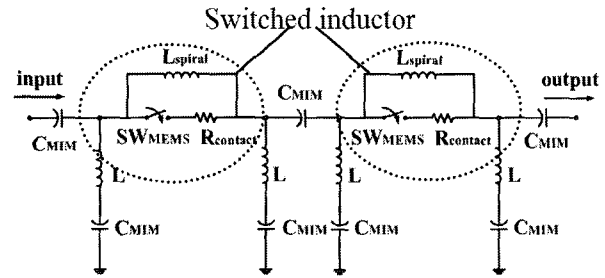 Switched inductor
Lspiral Lspiral
input CMIM output
CMIM SWMEMS Rcontact SWMEMS Rcontact CMIM
L L L L
CMIM CMIM CMIM CMIM